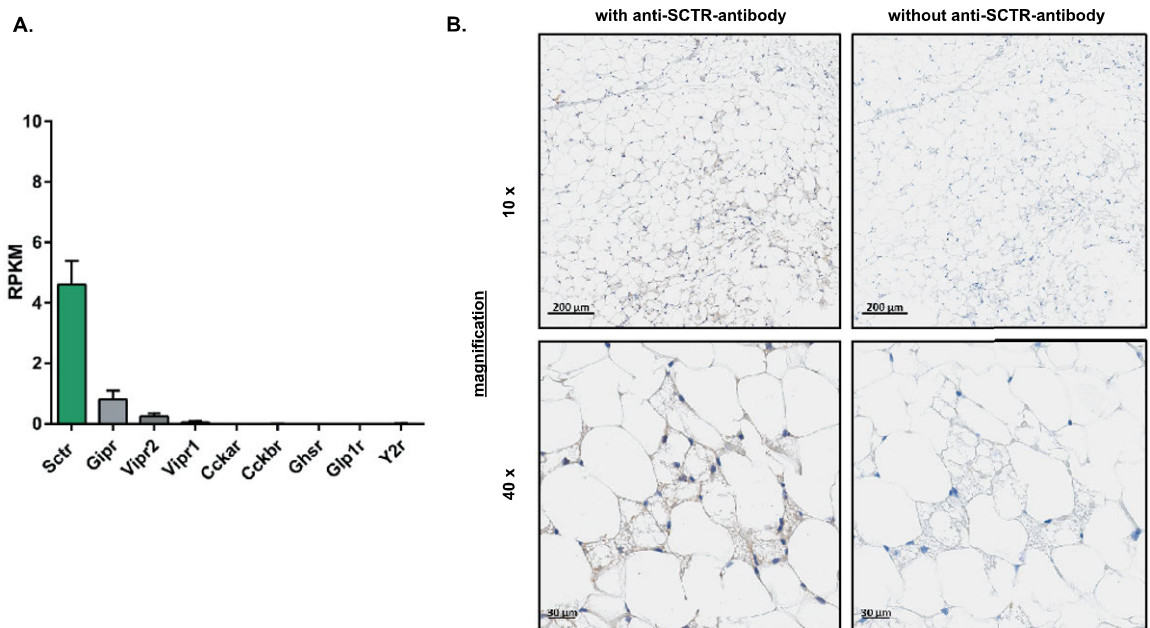 A.
10
8
6
4
2
0
RPKM
Sctr
Gipr
Vipr2
Vipr1
Cckar
Cckbr
Ghsr
Glp1r
Y2r
B.
with anti-SCTR-antibody
without anti-SCTR-antibody
magnification
10 x
200 µm
200 µm
40 x
30 µm
30 µm